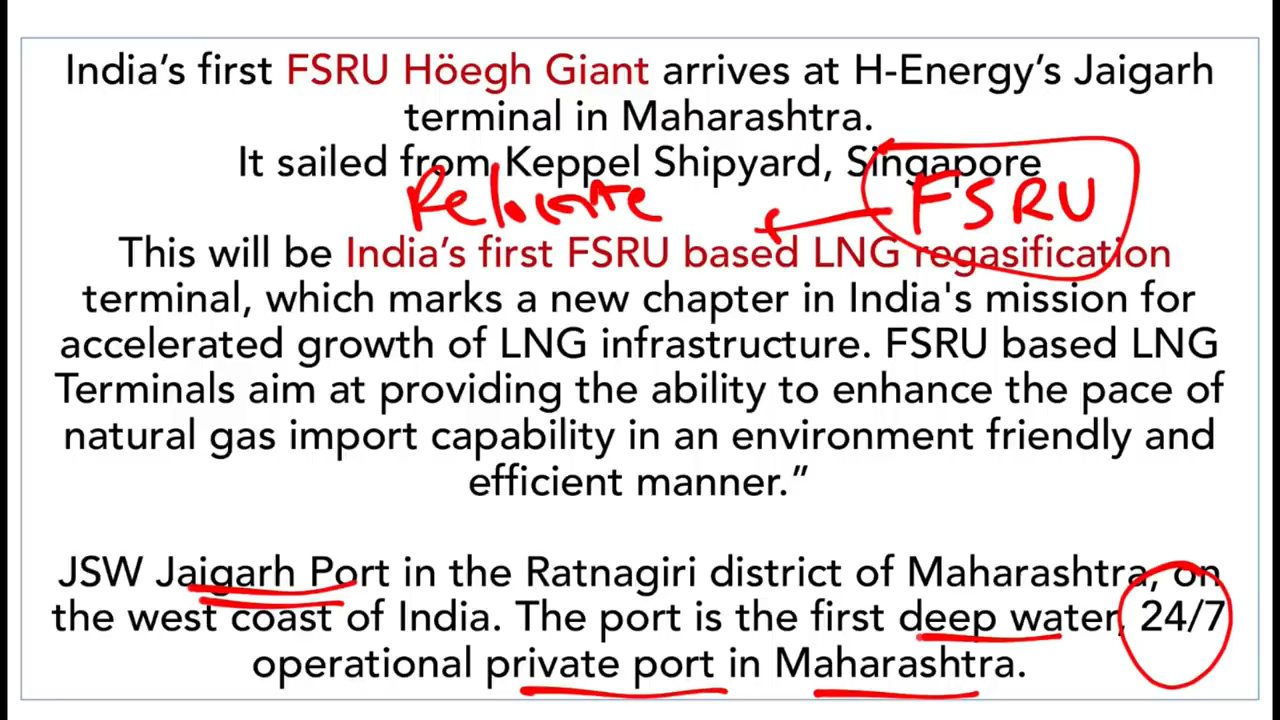 India’s first FSRU Höegh Giant arrives at H-Energy’s Jaigarh
terminal in Maharashtra.
It sailed from Keppel Shipyard, Singapore
Relocate
FSRU
This will be India’s first FSRU based LNG regasification
terminal, which marks a new chapter in India's mission for
accelerated growth of LNG infrastructure. FSRU based LNG
Terminals aim at providing the ability to enhance the pace of
natural gas import capability in an environment friendly and
efficient manner.”
JSW Jaigarh Port in the Ratnagiri district of Maharashtra, on
the west coast of India. The port is the first deep water, 24/7
operational private port in Maharashtra.